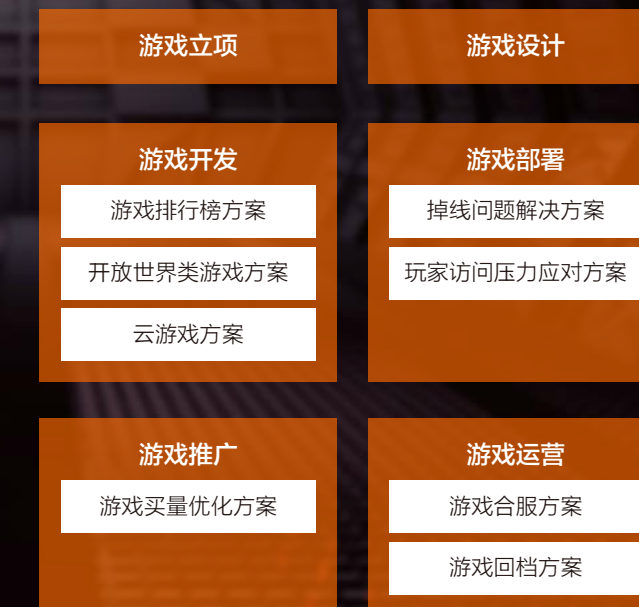 游戏立项
游戏设计
游戏开发
游戏排行榜方案
开放世界类游戏方案
云游戏方案
游戏部署
掉线问题解决方案
玩家访问压力应对方案
游戏推广
游戏买量优化方案
游戏运营
游戏合服方案
游戏回档方案